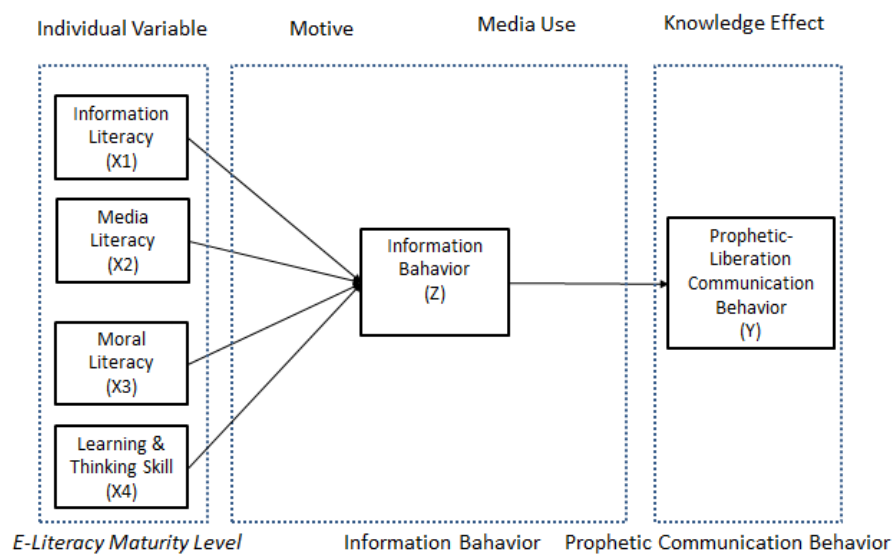 Individual Variable
Motive
Media Use
Knowledge Effect
Information
Literacy
(X1)
Media
Literacy
(X2)
Moral
Literacy
(X3)
Learning &
Thinking Skill
(X4)
Information
Bahavior
(Z)
Prophetic-
Liberation
Communication
Behavior
(Y)
E-Literacy Maturity Level
Information Bahavior
Prophetic Communication Behavior